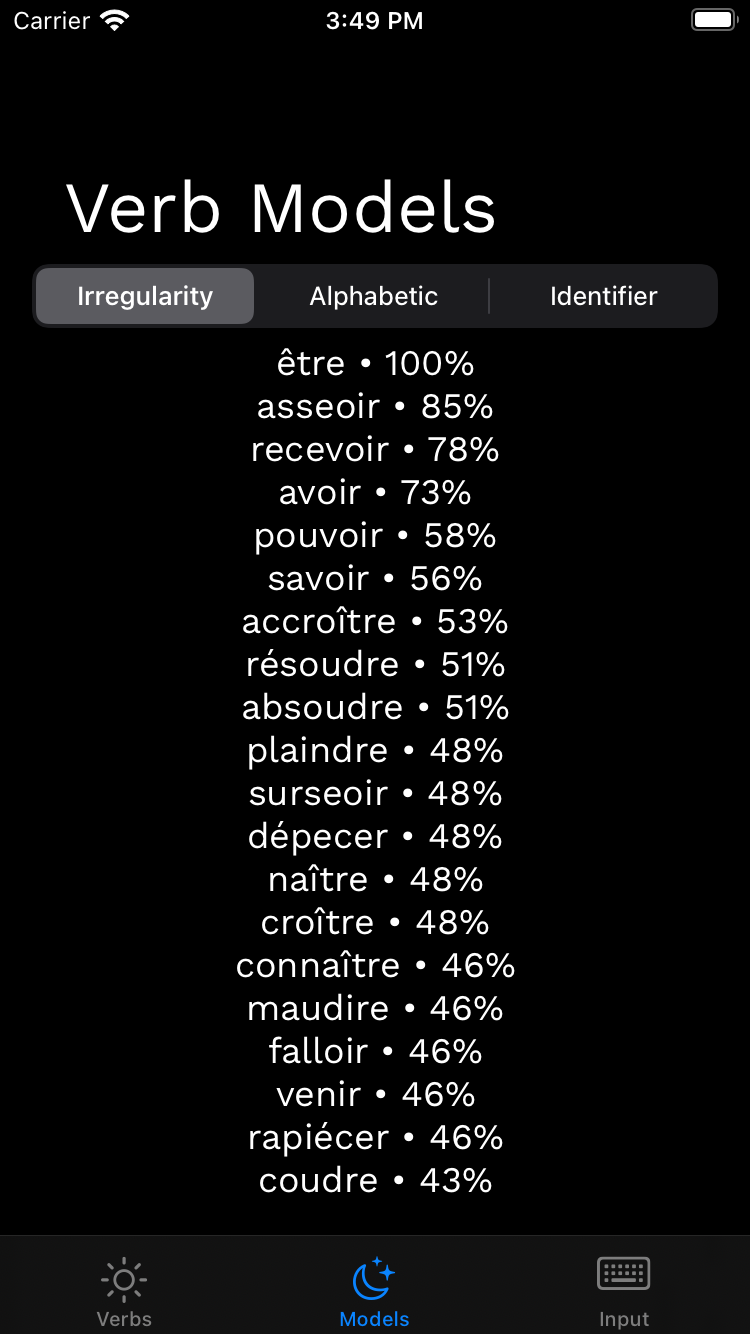 Carrier 3:49 PM
Verb Models
Irregularity Alphabetic Identifier
être • 100%
asseoir • 85%
recevoir • 78%
avoir • 73%
pouvoir • 58%
savoir • 56%
accroître • 53%
résoudre • 51%
absoudre • 51%
plaindre • 48%
surseoir • 48%
dépecer • 48%
naître • 48%
croître • 48%
connaître • 46%
maudire • 46%
falloir • 46%
venir • 46%
rapiécer • 46%
coudre • 43%
Verbs Models Input